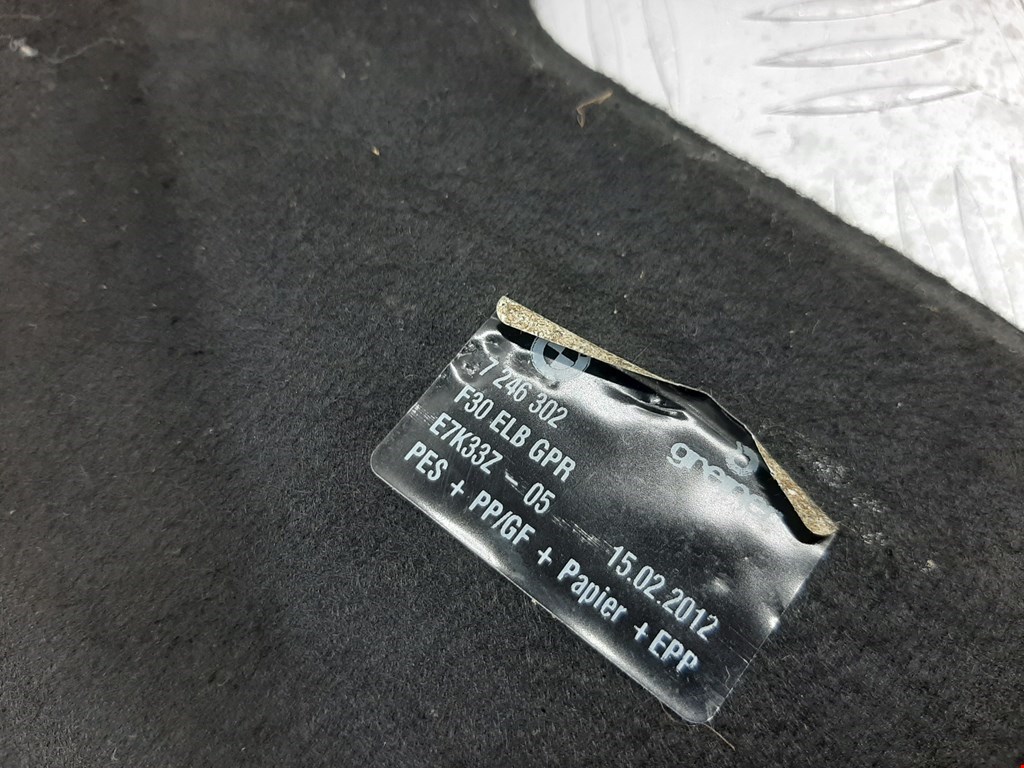 7 246 302
F30 ELB GPR
E7K33Z - 05
15.02.2012
PES + PP/GF + Papier + EPP